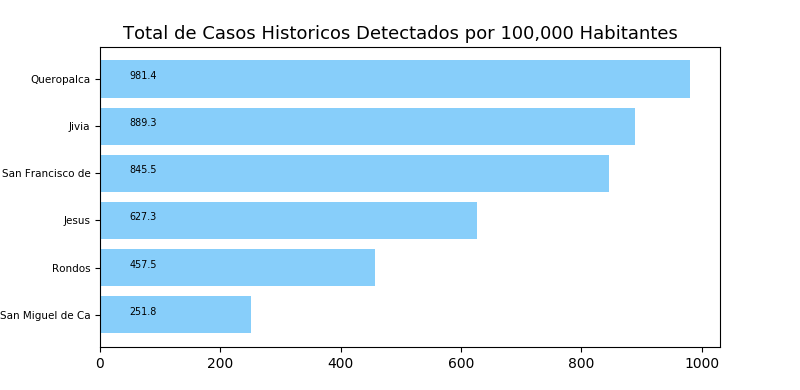 Total de Casos Historicos Detectados por 100,000 Habitantes
Queropalca 981.4
Jivia 889.3
San Francisco de 845.5
Jesus 627.3
Rondos 457.5
San Miguel de Ca 251.8
0 200 400 600 800 1000